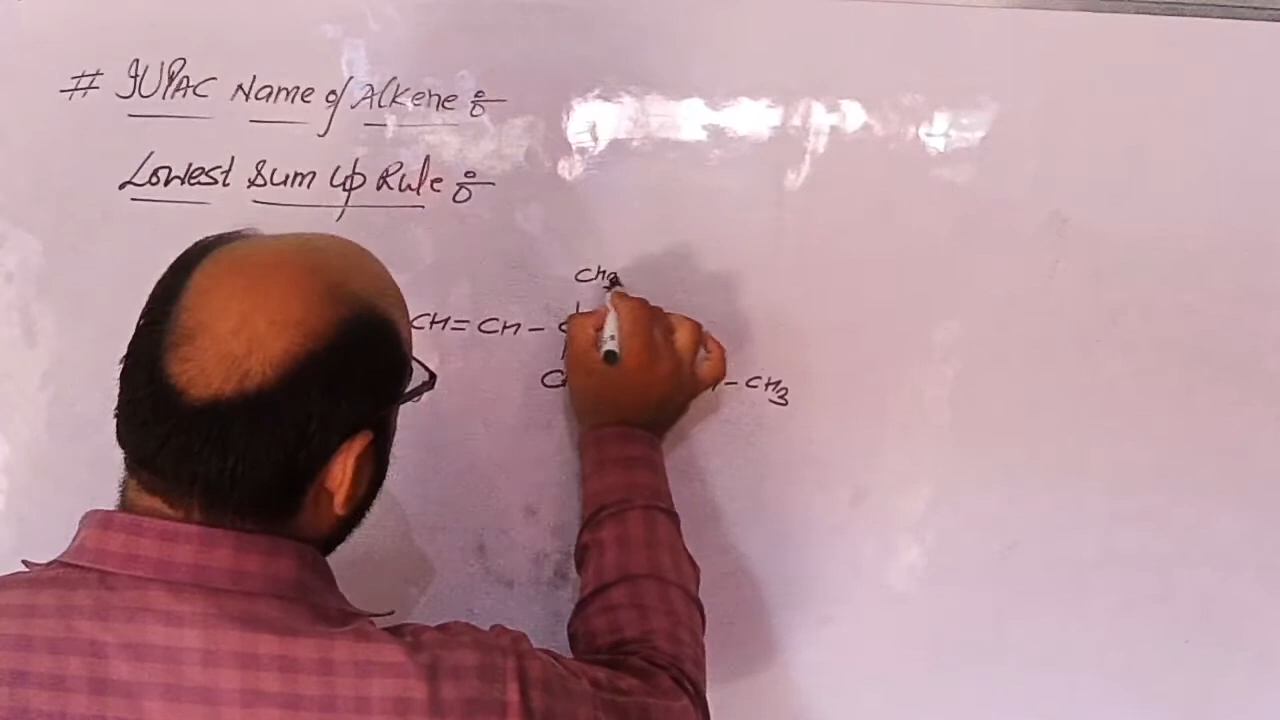 # IUPAC Name of Alkene ÷
Lowest Sum Up Rule ÷
CH3
CH=CH-
-CH3